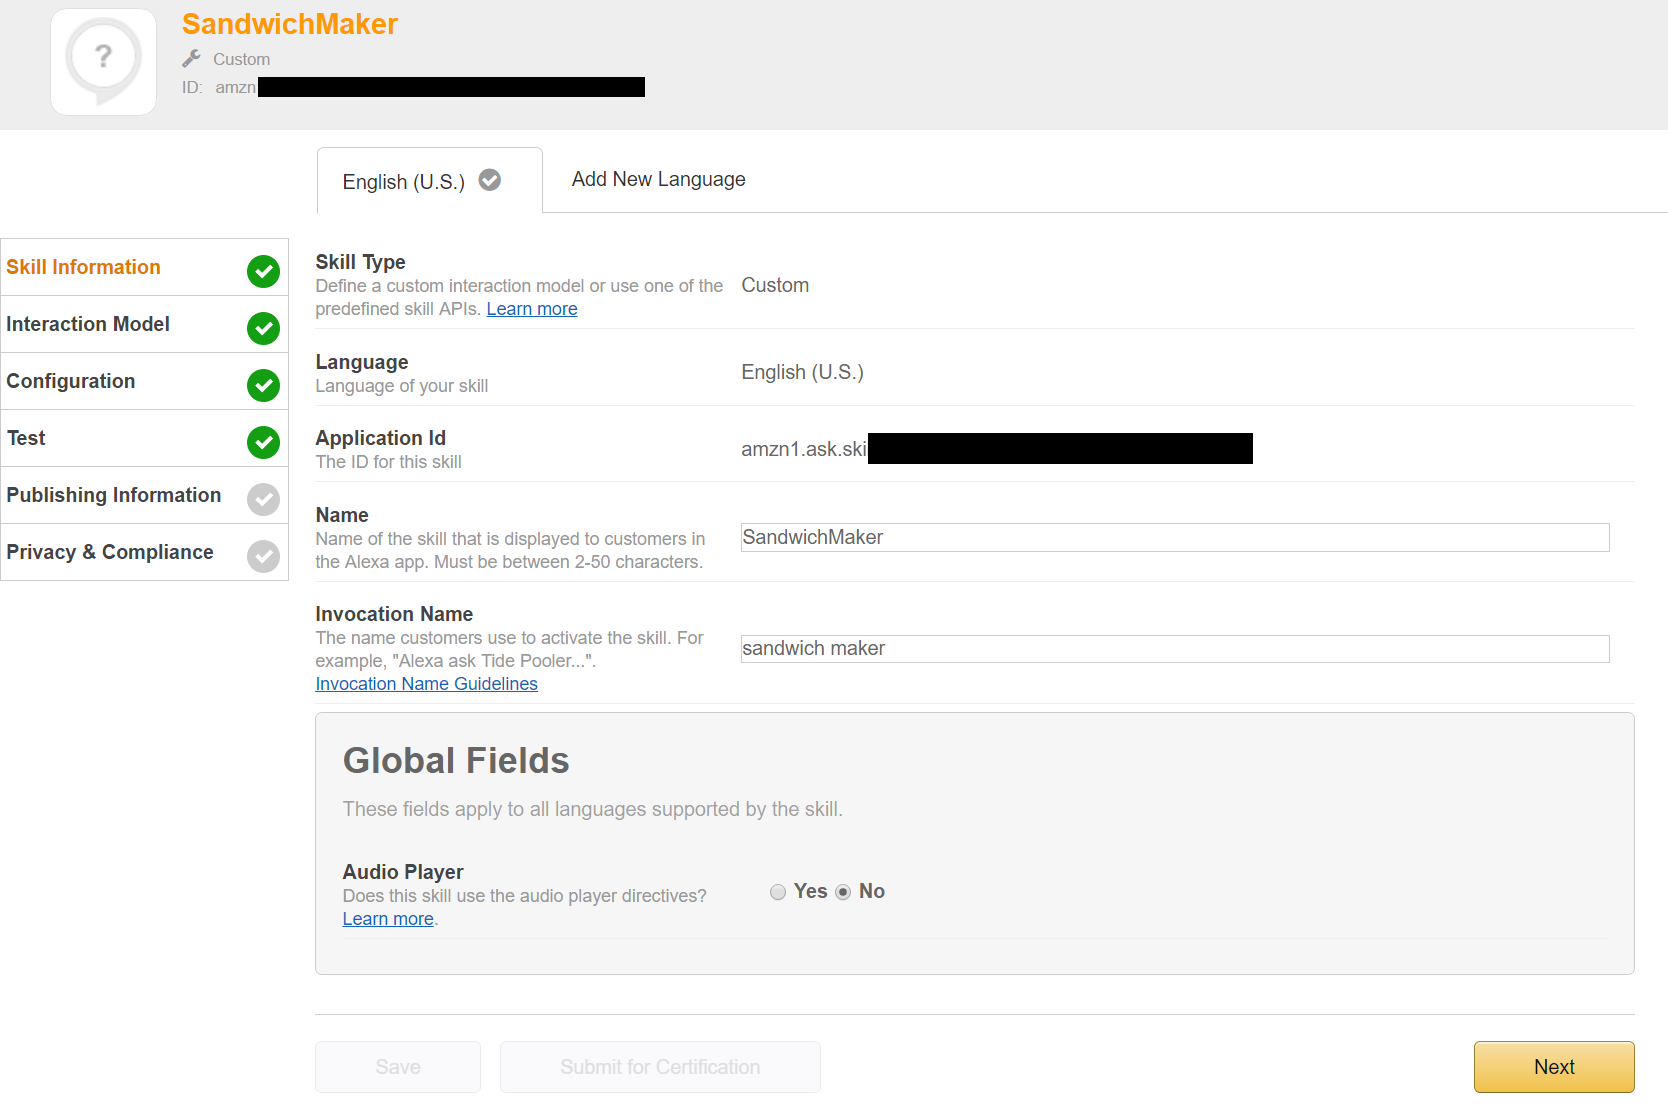 SandwichMaker
Custom
ID: amzn
English (U.S.)
Add New Language
Skill Information
Interaction Model
Configuration
Test
Publishing Information
Privacy & Compliance
Skill Type
Define a custom interaction model or use one of the
predefined skill APIs. Learn more
Custom
Language
Language of your skill
English (U.S.)
Application Id
The ID for this skill
amzn1.ask.ski
Name
Name of the skill that is displayed to customers in
the Alexa app. Must be between 2-50 characters.
SandwichMaker
Invocation Name
The name customers use to activate the skill. For
example, "Alexa ask Tide Pooler...".
Invocation Name Guidelines
sandwich maker
Global Fields
These fields apply to all languages supported by the skill.
Audio Player
Does this skill use the audio player directives?
Learn more.
Yes No
Save
Submit for Certification
Next